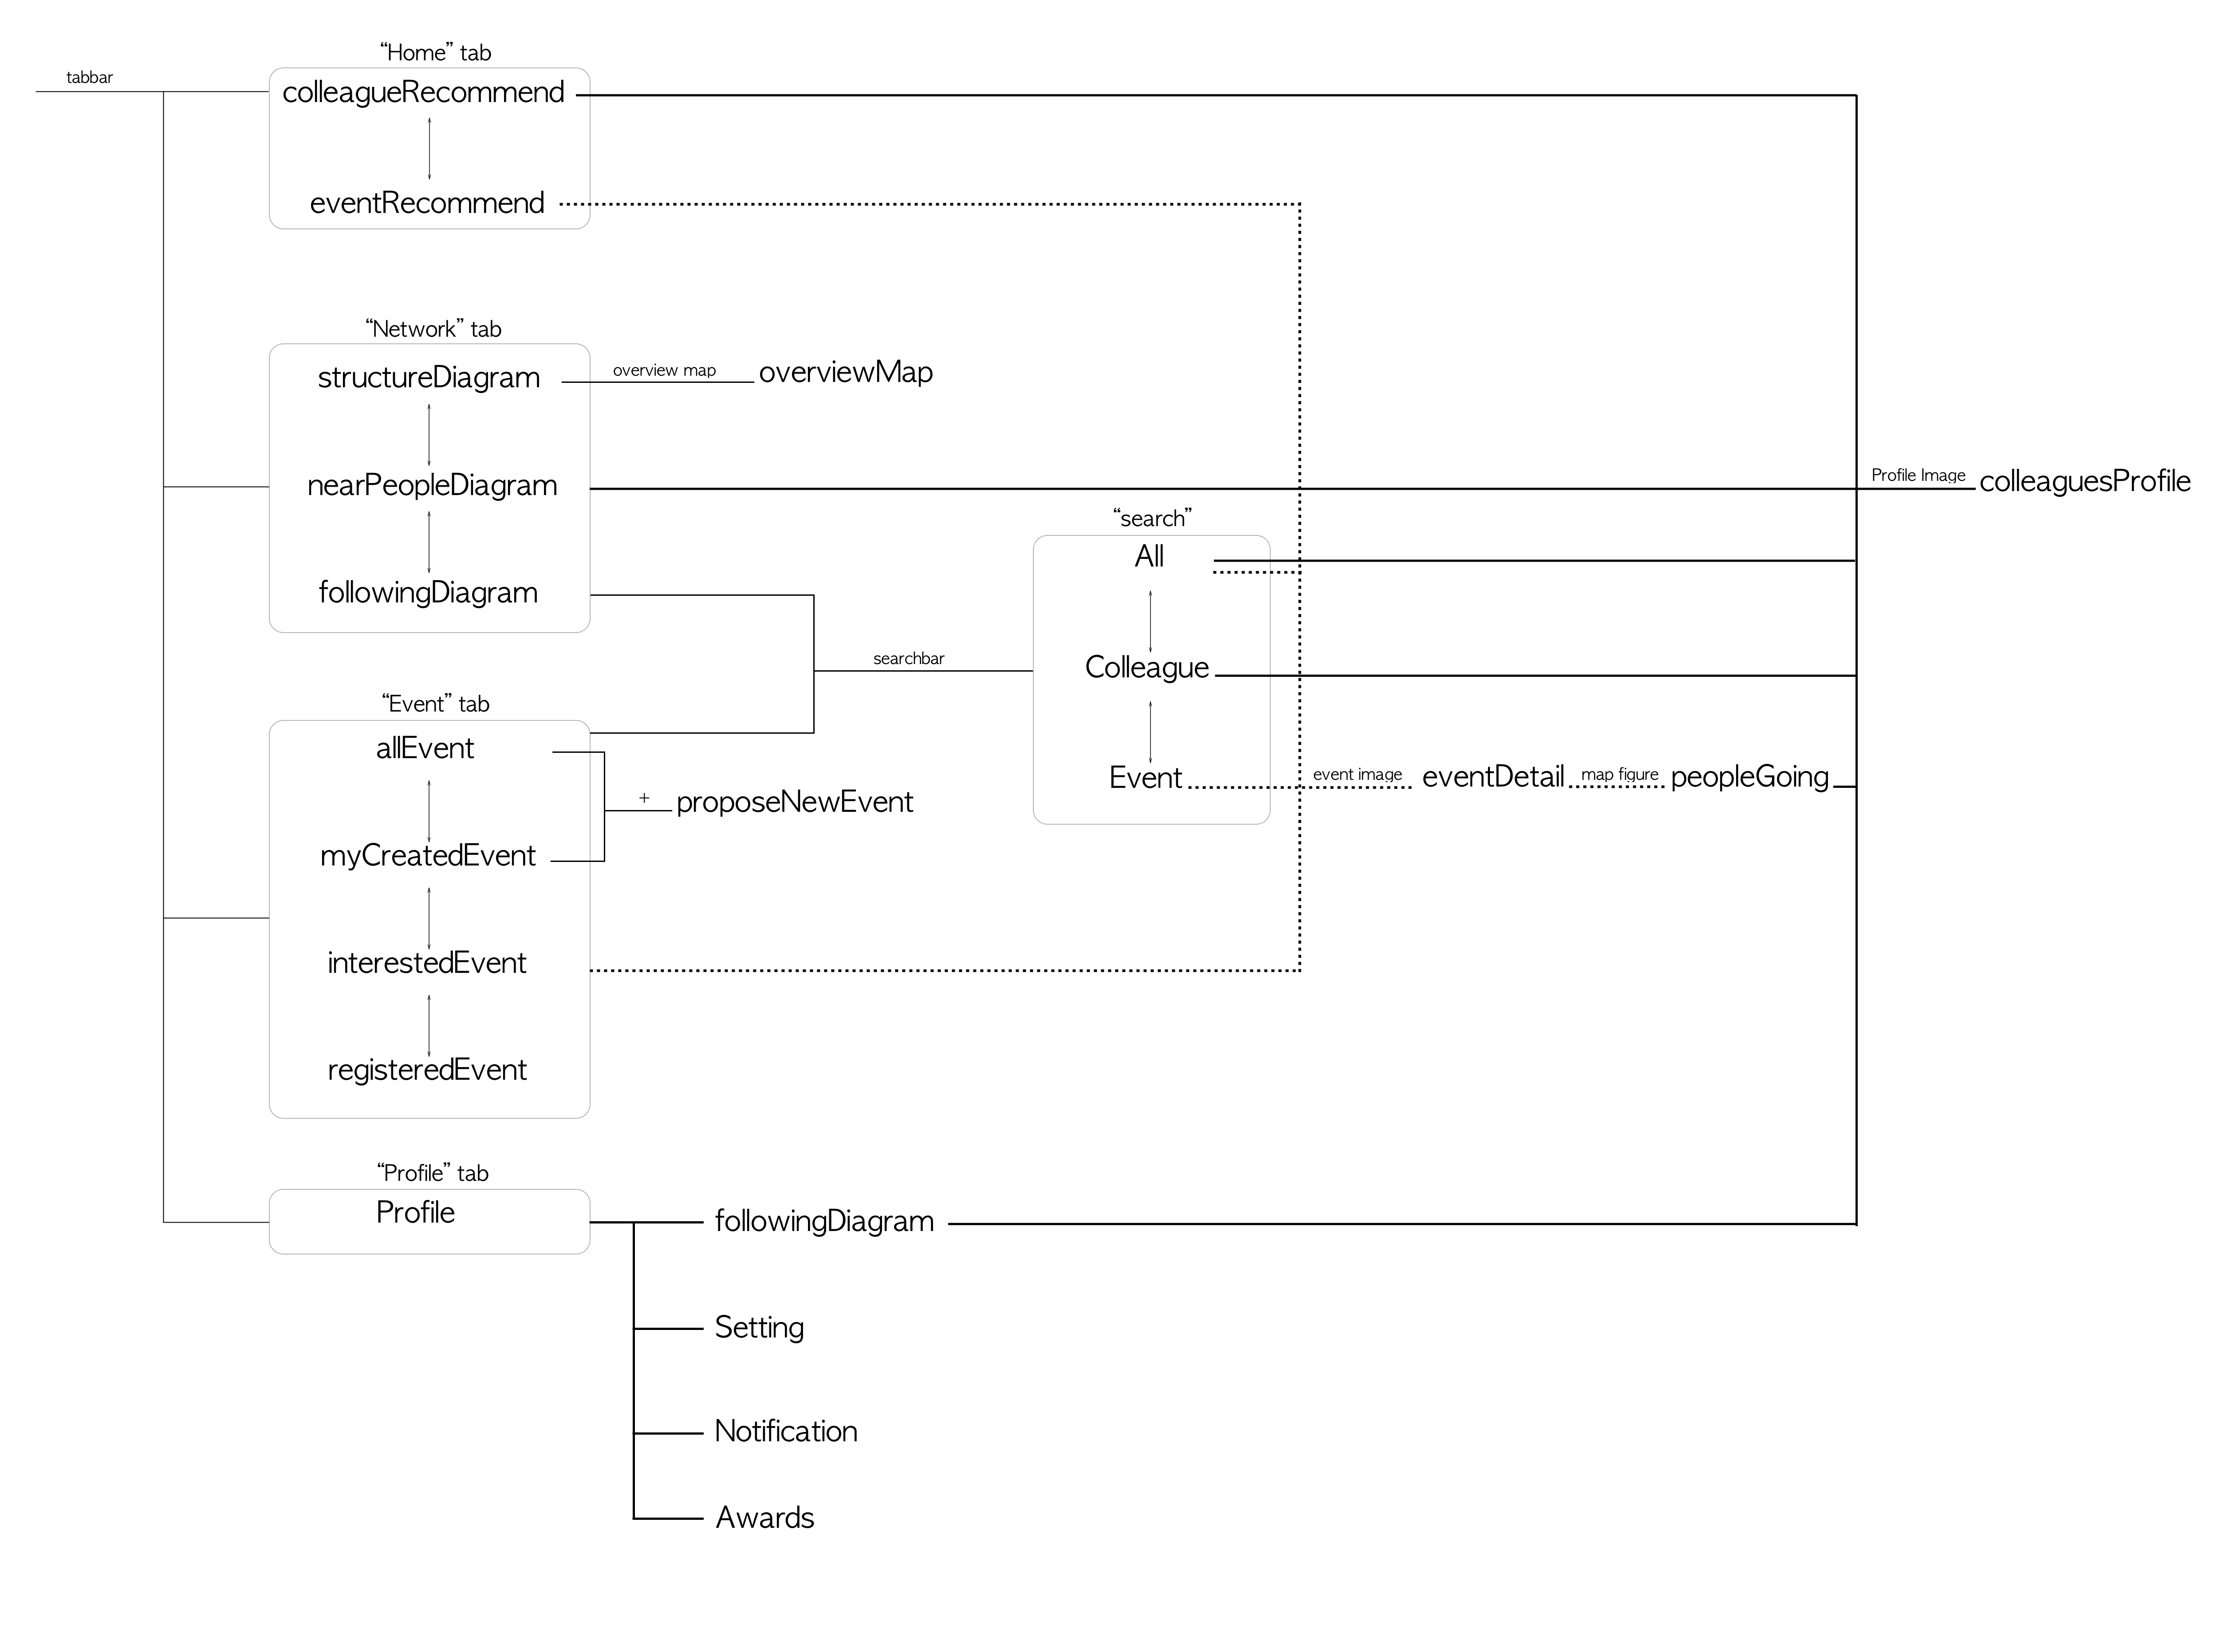 “Home” tab
tabbar
colleagueRecommend
eventRecommend
“Network” tab
structureDiagram
overview map
overviewMap
nearPeopleDiagram
Profile Image
colleaguesProfile
followingDiagram
“search”
All
searchbar
Colleague
“Event” tab
allEvent
+
proposeNewEvent
Event
event image
eventDetail
map figure
peopleGoing
myCreatedEvent
interestedEvent
registeredEvent
“Profile” tab
Profile
followingDiagram
Setting
Notification
Awards